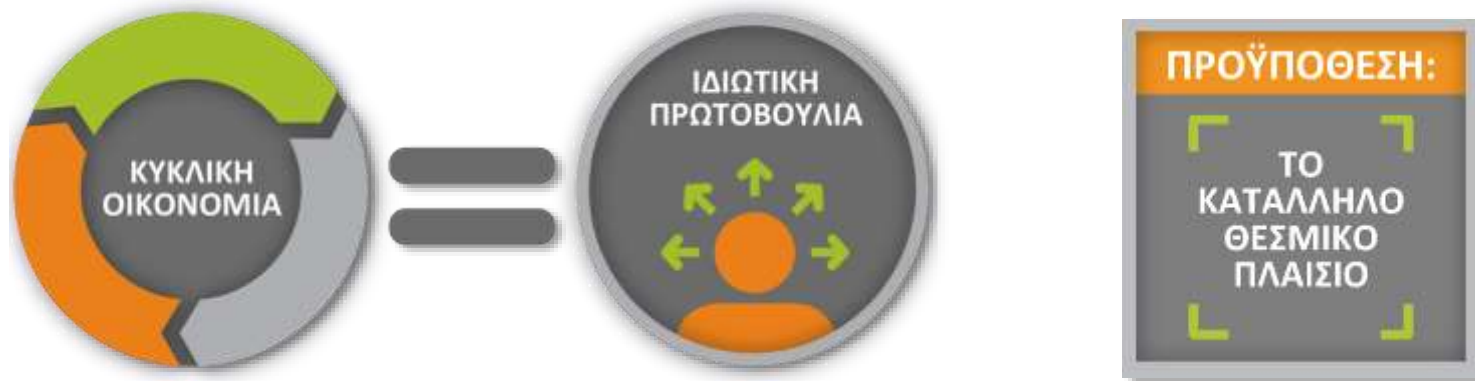 ΚΥΚΛΙΚΗ
ΟΙΚΟΝΟΜΙΑ
ΙΔΙΩΤΙΚΗ
ΠΡΩΤΟΒΟΥΛΙΑ
ΠΡΟΫΠΟΘΕΣΗ:
ΤΟ
ΚΑΤΑΛΛΗΛΟ
ΘΕΣΜΙΚΟ
ΠΛΑΙΣΙΟ